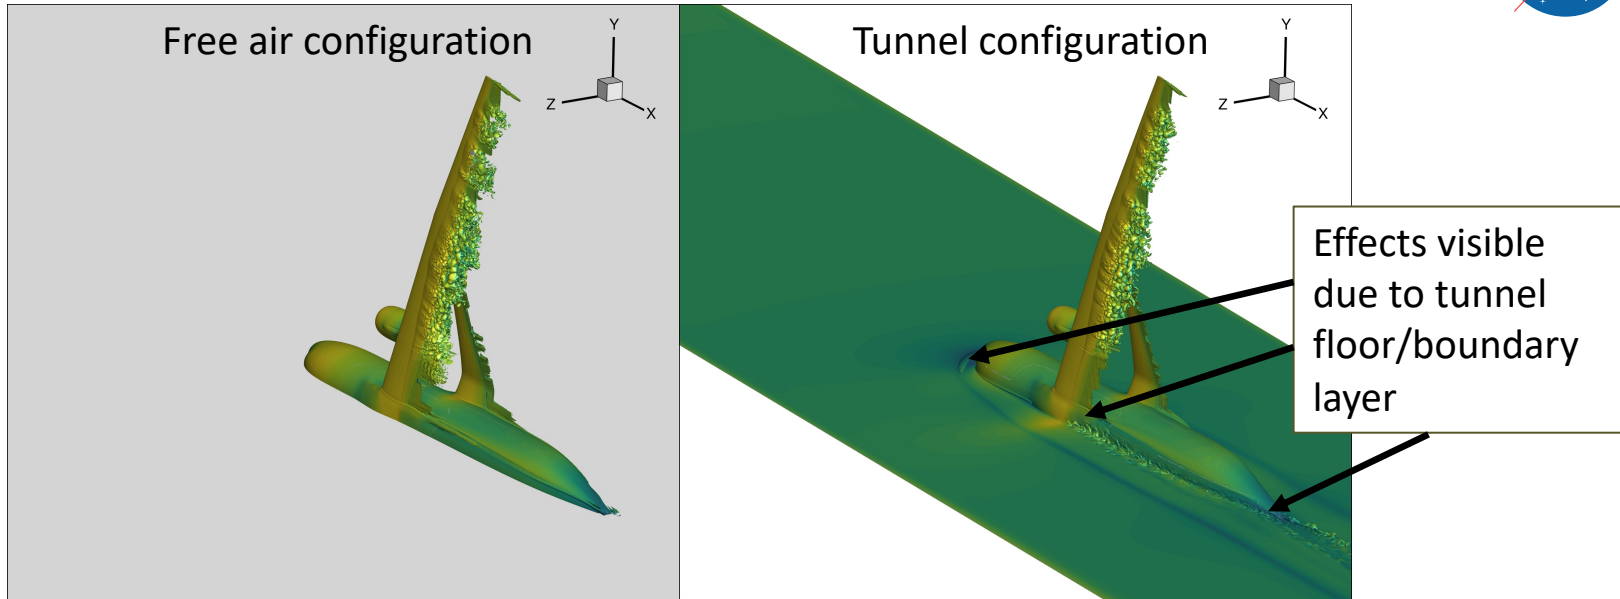 Free air configuration
Y
Z
X
Tunnel configuration
Y
Z
X
Effects visible
due to tunnel
floor/boundary
layer